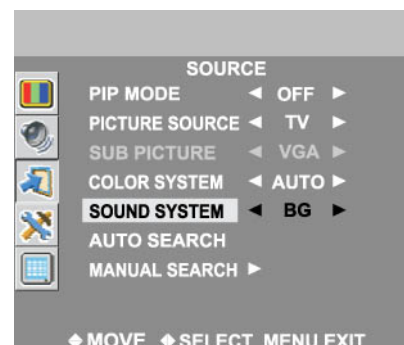 SOURCE
PIP MODE ◄ OFF ►
PICTURE SOURCE ◄ TV ►
SUB PICTURE ◄ VGA ►
COLOR SYSTEM ◄ AUTO ►
SOUND SYSTEM ◄ BG ►
AUTO SEARCH
MANUAL SEARCH ►
MOVE SELECT MENU EXIT